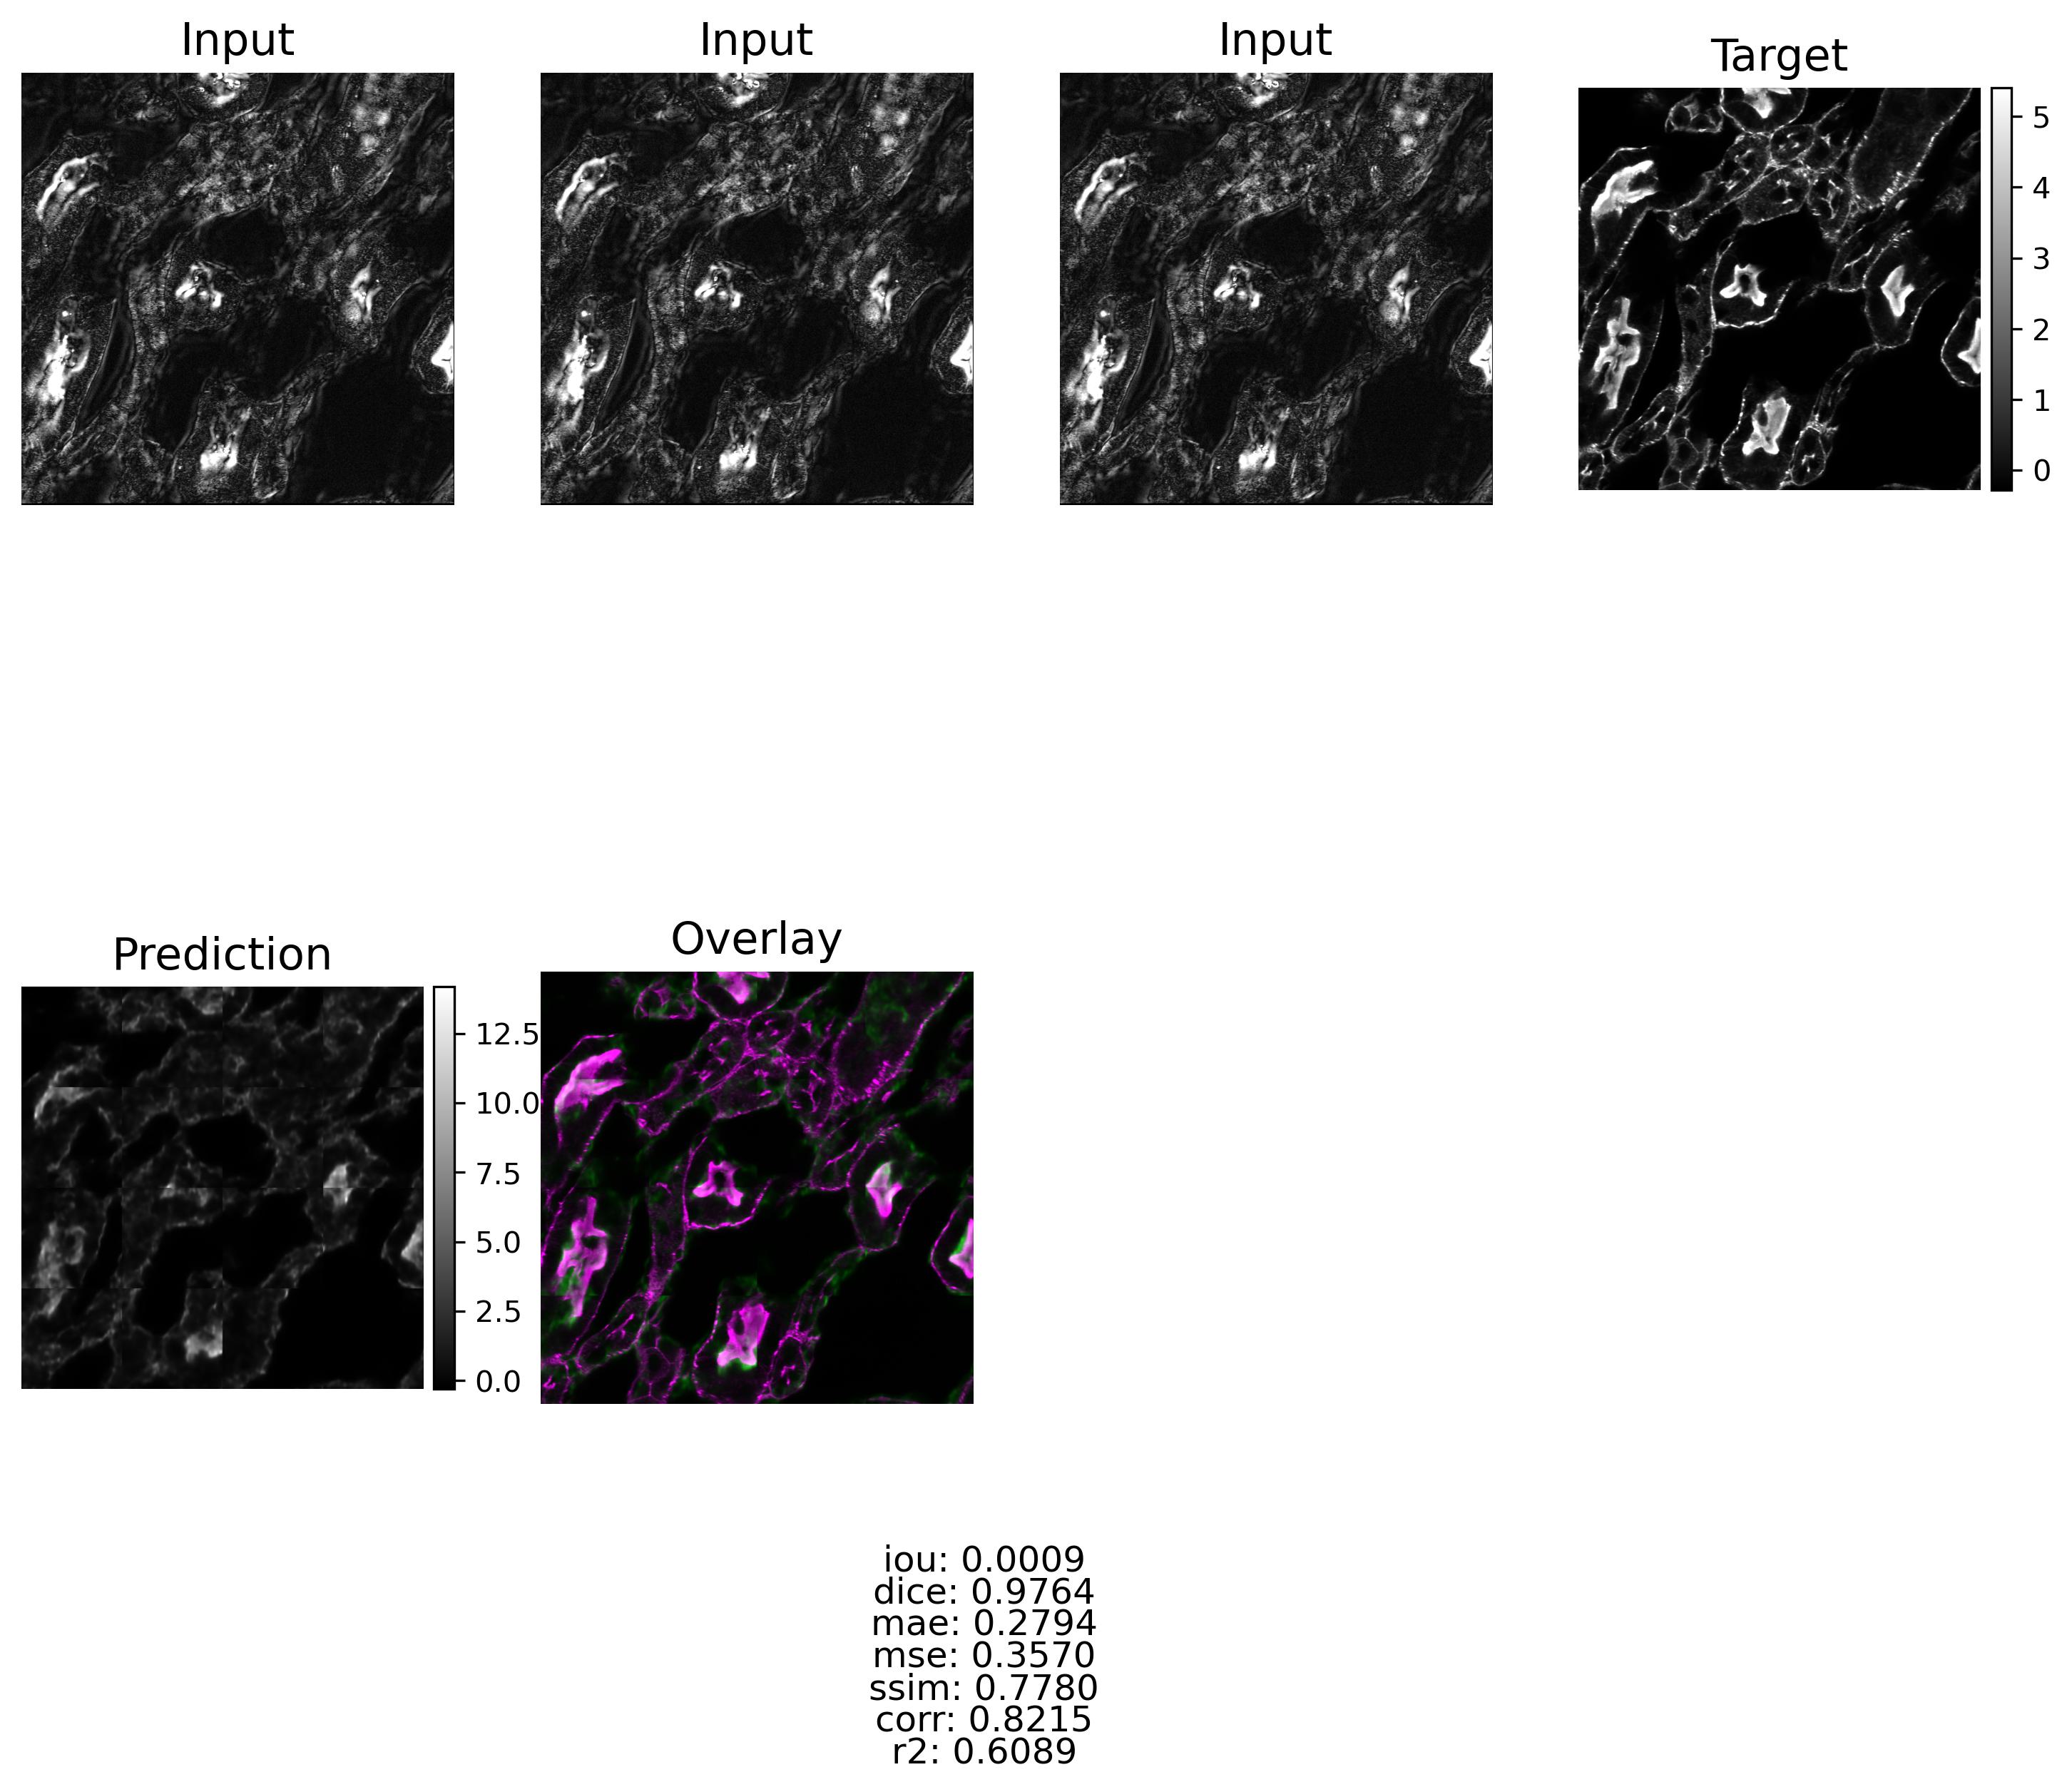 Input
Input
Input
Target
5
4
3
2
1
0
Prediction
12.5
10.0
7.5
5.0
2.5
0.0
Overlay
iou: 0.0009
dice: 0.9764
mae: 0.2794
mse: 0.3570
ssim: 0.7780
corr: 0.8215
r2: 0.6089